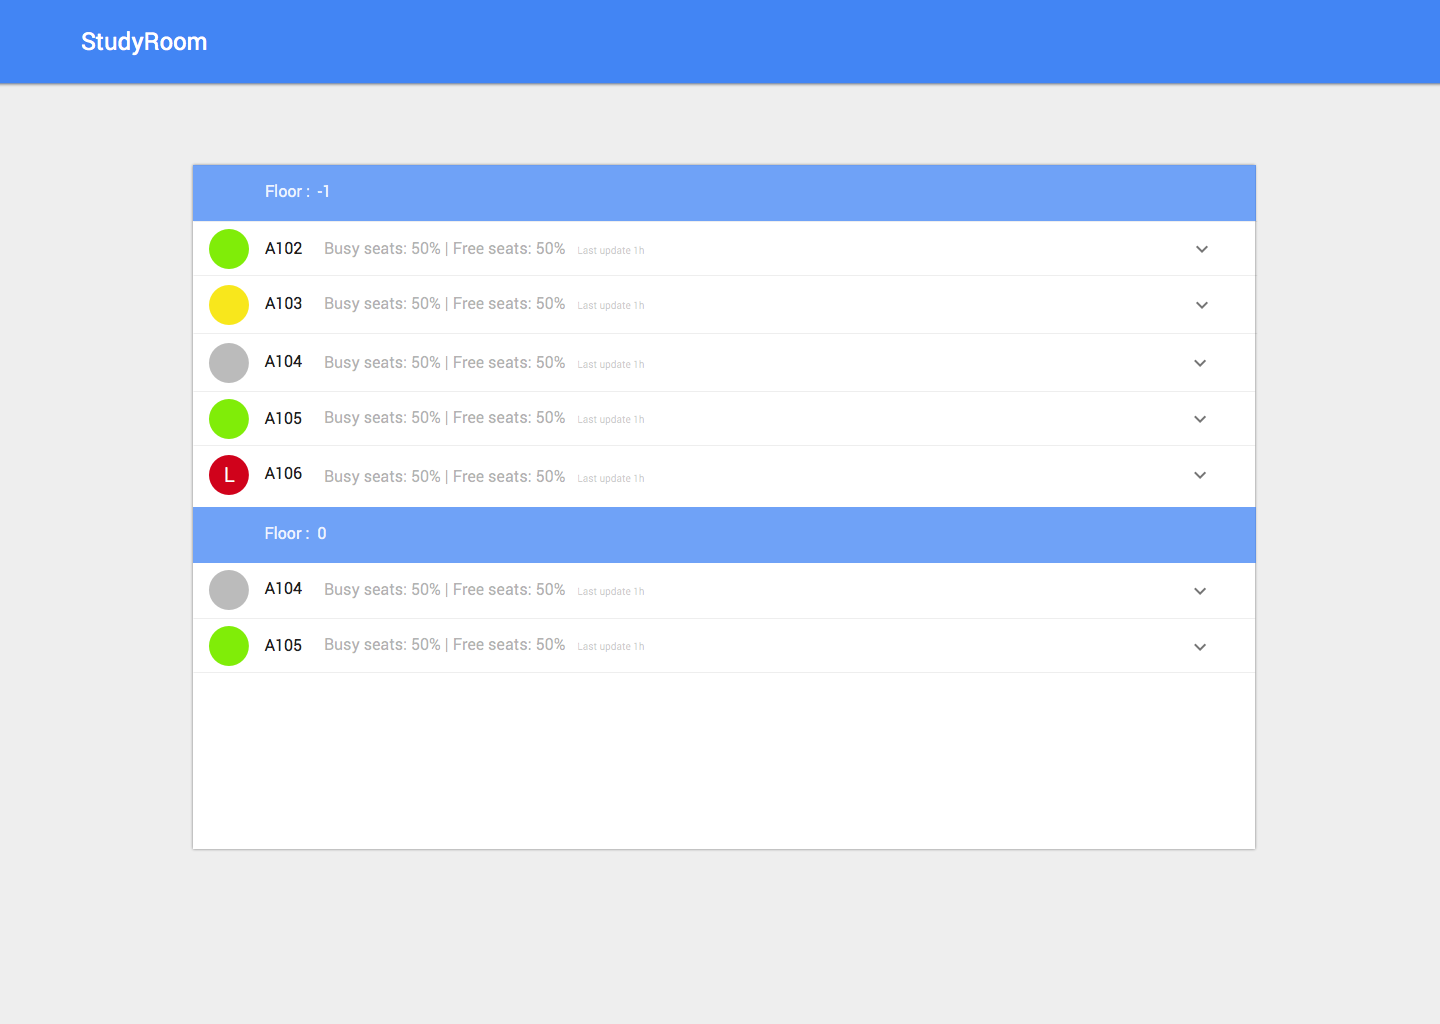 StudyRoom
Floor : -1
A102 Busy seats: 50% | Free seats: 50% Last update 1h
A103 Busy seats: 50% | Free seats: 50% Last update 1h
A104 Busy seats: 50% | Free seats: 50% Last update 1h
A105 Busy seats: 50% | Free seats: 50% Last update 1h
L A106 Busy seats: 50% | Free seats: 50% Last update 1h
Floor : 0
A104 Busy seats: 50% | Free seats: 50% Last update 1h
A105 Busy seats: 50% | Free seats: 50% Last update 1h